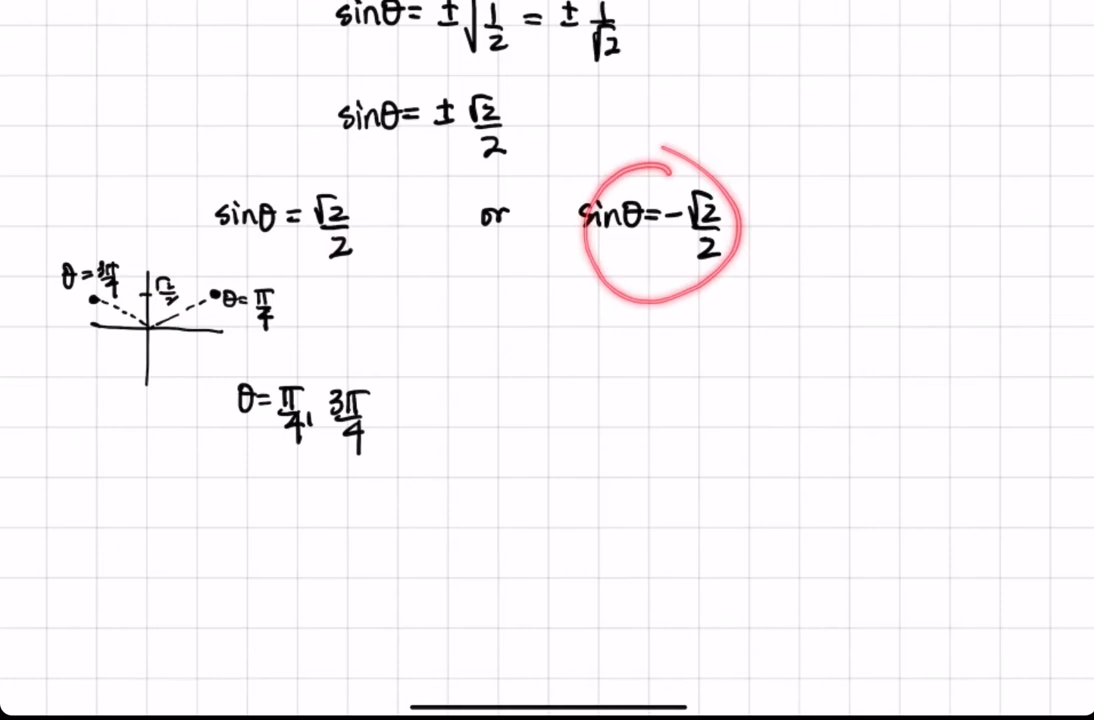 sinθ = ±√(1/2) = ± 1/√2
sinθ = ± √2/2
sinθ = √2/2 or sinθ = -√2/2
θ = 3π/4 √2/2 θ = π/4
θ = π/4, 3π/4